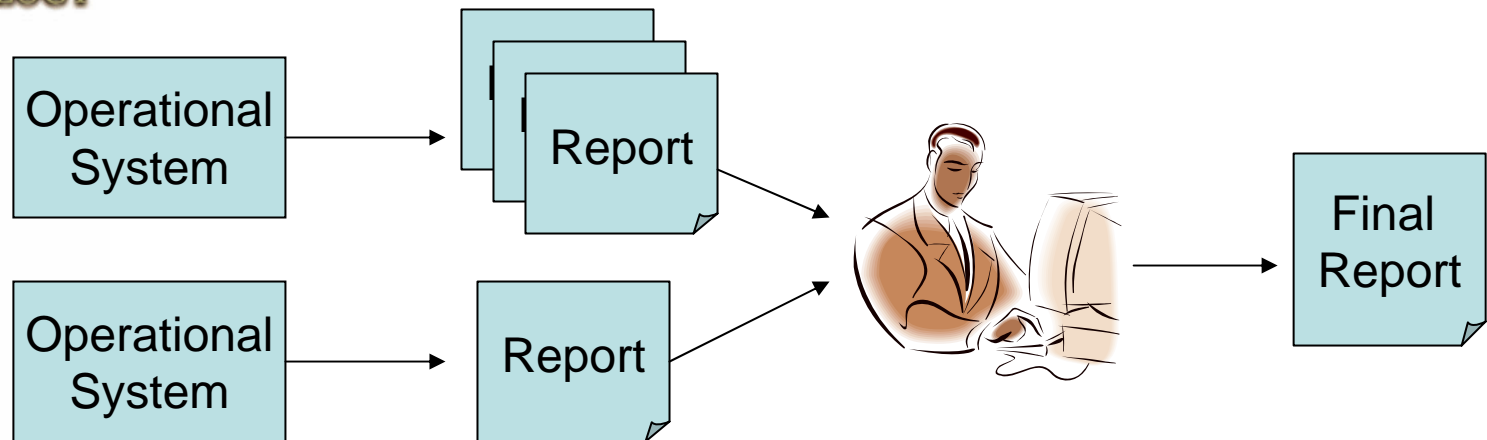 Operational
System
Report
Final
Report
Operational
System
Report